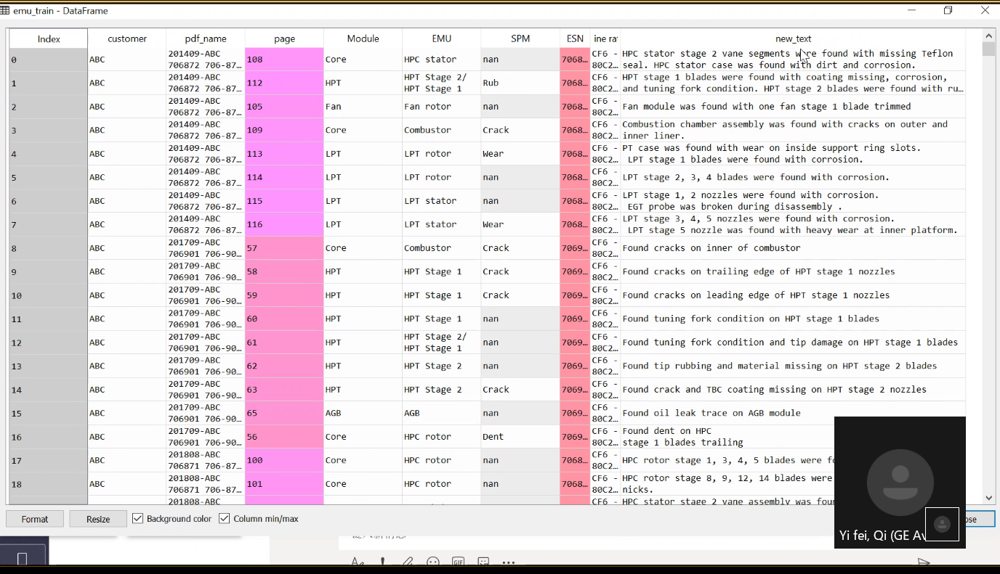 emu_train - DataFrame
Index customer pdf_name page Module EMU SPM ESN ine ra new_text
0 ABC 201409-ABC 706872 706-87… 108 Core HPC stator nan 7068… CF6 - 80C2… HPC stator stage 2 vane segments were found with missing Teflon
seal. HPC stator case was found with dirt and corrosion.
1 ABC 201409-ABC 706872 706-87… 112 HPT HPT Stage 2/ HPT Stage 1 Rub 7068… CF6 - 80C2… HPT stage 1 blades were found with coating missing, corrosion,
and tuning fork condition. HPT stage 2 blades were found with ru…
2 ABC 201409-ABC 706872 706-87… 105 Fan Fan rotor nan 7068… CF6 - 80C2… Fan module was found with one fan stage 1 blade trimmed
3 ABC 201409-ABC 706872 706-87… 109 Core Combustor Crack 7068… CF6 - 80C2… Combustion chamber assembly was found with cracks on outer and
inner liner.
4 ABC 201409-ABC 706872 706-87… 113 LPT LPT rotor Wear 7068… CF6 - 80C2… PT case was found with wear on inside support ring slots.
LPT stage 1 blades were found with corrosion.
5 ABC 201409-ABC 706872 706-87… 114 LPT LPT rotor nan 7068… CF6 - 80C2… LPT stage 2, 3, 4 blades were found with corrosion.
6 ABC 201409-ABC 706872 706-87… 115 LPT LPT stator nan 7068… CF6 - 80C2… LPT stage 1, 2 nozzles were found with corrosion.
EGT probe was broken during disassembly .
7 ABC 201409-ABC 706872 706-87… 116 LPT LPT stator Wear 7068… CF6 - 80C2… LPT stage 3, 4, 5 nozzles were found with corrosion.
LPT stage 5 nozzle was found with heavy wear at inner platform.
8 ABC 201709-ABC 706901 706-90… 57 Core Combustor Crack 7069… CF6 - 80C2… Found cracks on inner of combustor
9 ABC 201709-ABC 706901 706-90… 58 HPT HPT Stage 1 Crack 7069… CF6 - 80C2… Found cracks on trailing edge of HPT stage 1 nozzles
10 ABC 201709-ABC 706901 706-90… 59 HPT HPT Stage 1 Crack 7069… CF6 - 80C2… Found cracks on leading edge of HPT stage 1 nozzles
11 ABC 201709-ABC 706901 706-90… 60 HPT HPT Stage 1 nan 7069… CF6 - 80C2… Found tuning fork condition on HPT stage 1 blades
12 ABC 201709-ABC 706901 706-90… 61 HPT HPT Stage 2/ HPT Stage 1 nan 7069… CF6 - 80C2… Found tuning fork condition and tip damage on HPT stage 1 blades
13 ABC 201709-ABC 706901 706-90… 62 HPT HPT Stage 2 nan 7069… CF6 - 80C2… Found tip rubbing and material missing on HPT stage 2 blades
14 ABC 201709-ABC 706901 706-90… 63 HPT HPT Stage 2 Crack 7069… CF6 - 80C2… Found crack and TBC coating missing on HPT stage 2 nozzles
15 ABC 201709-ABC 706901 706-90… 65 AGB AGB nan 7069… CF6 - 80C2… Found oil leak trace on AGB module
16 ABC 201709-ABC 706901 706-90… 56 Core HPC rotor Dent 7069… CF6 - 80C2… Found dent on HPC
stage 1 blades trailing
17 ABC 201808-ABC 706871 706-87… 100 Core HPC rotor nan 7068… CF6 - 80C2… HPC rotor stage 1, 3, 4, 5 blades were fo
18 ABC 201808-ABC 706871 706-87… 101 Core HPC rotor nan 7068… CF6 - 80C2… HPC rotor stage 8, 9, 12, 14 blades were
nicks.
201808-ABC CF6 - HPC stator stage 2 vane assembly was foun
Format Resize Background color Column min/max ose
Yi fei, Qi (GE Av
GIF